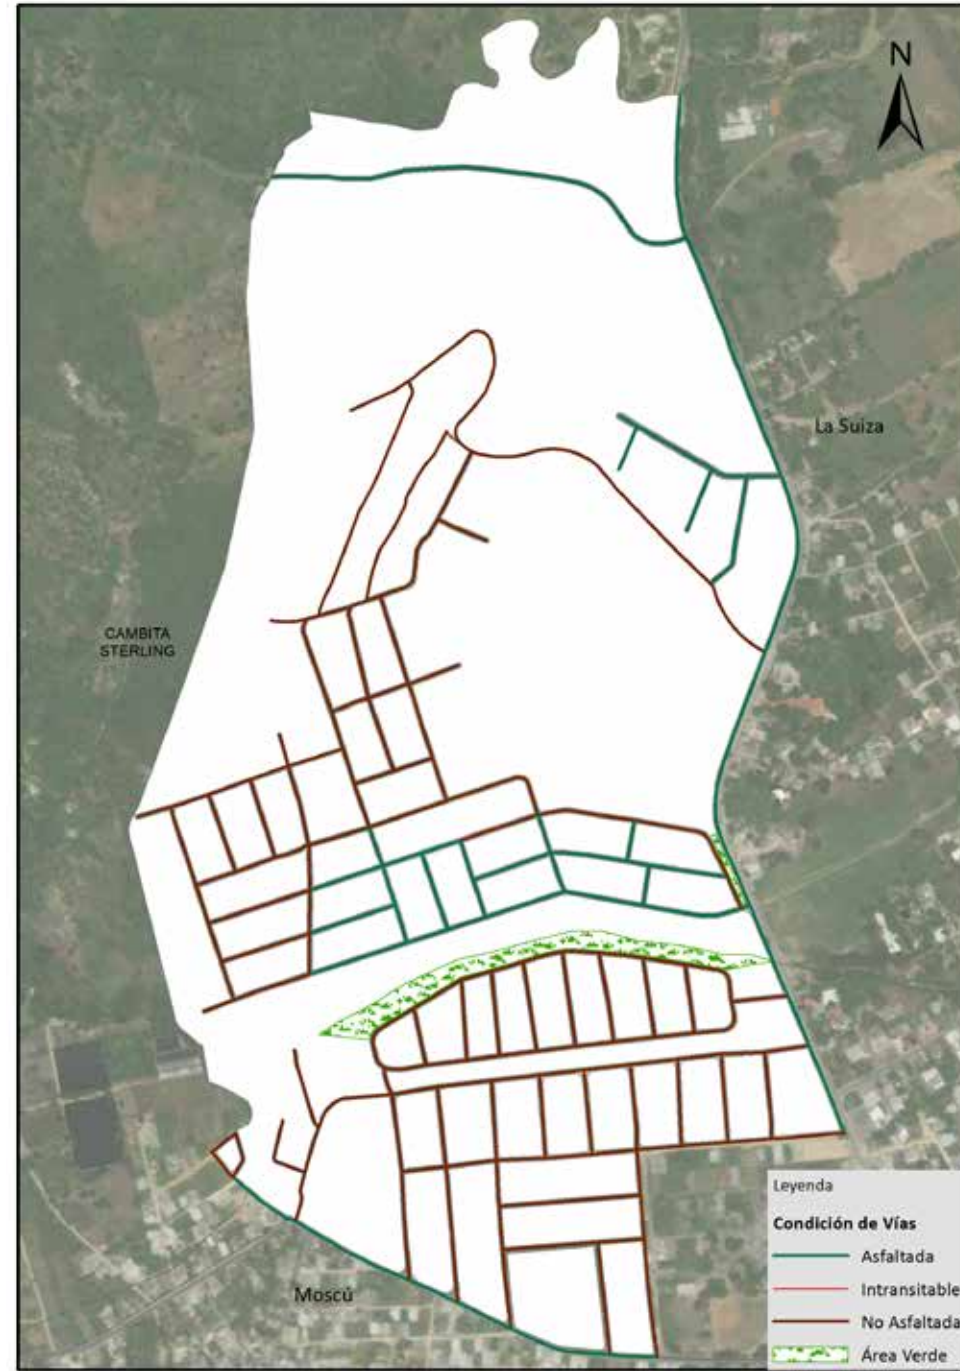 N
La Suiza
CAMBITA
STERLING
Moscú
Leyenda
Condición de Vías
Asfaltada
Intransitable
No Asfaltada
Área Verde